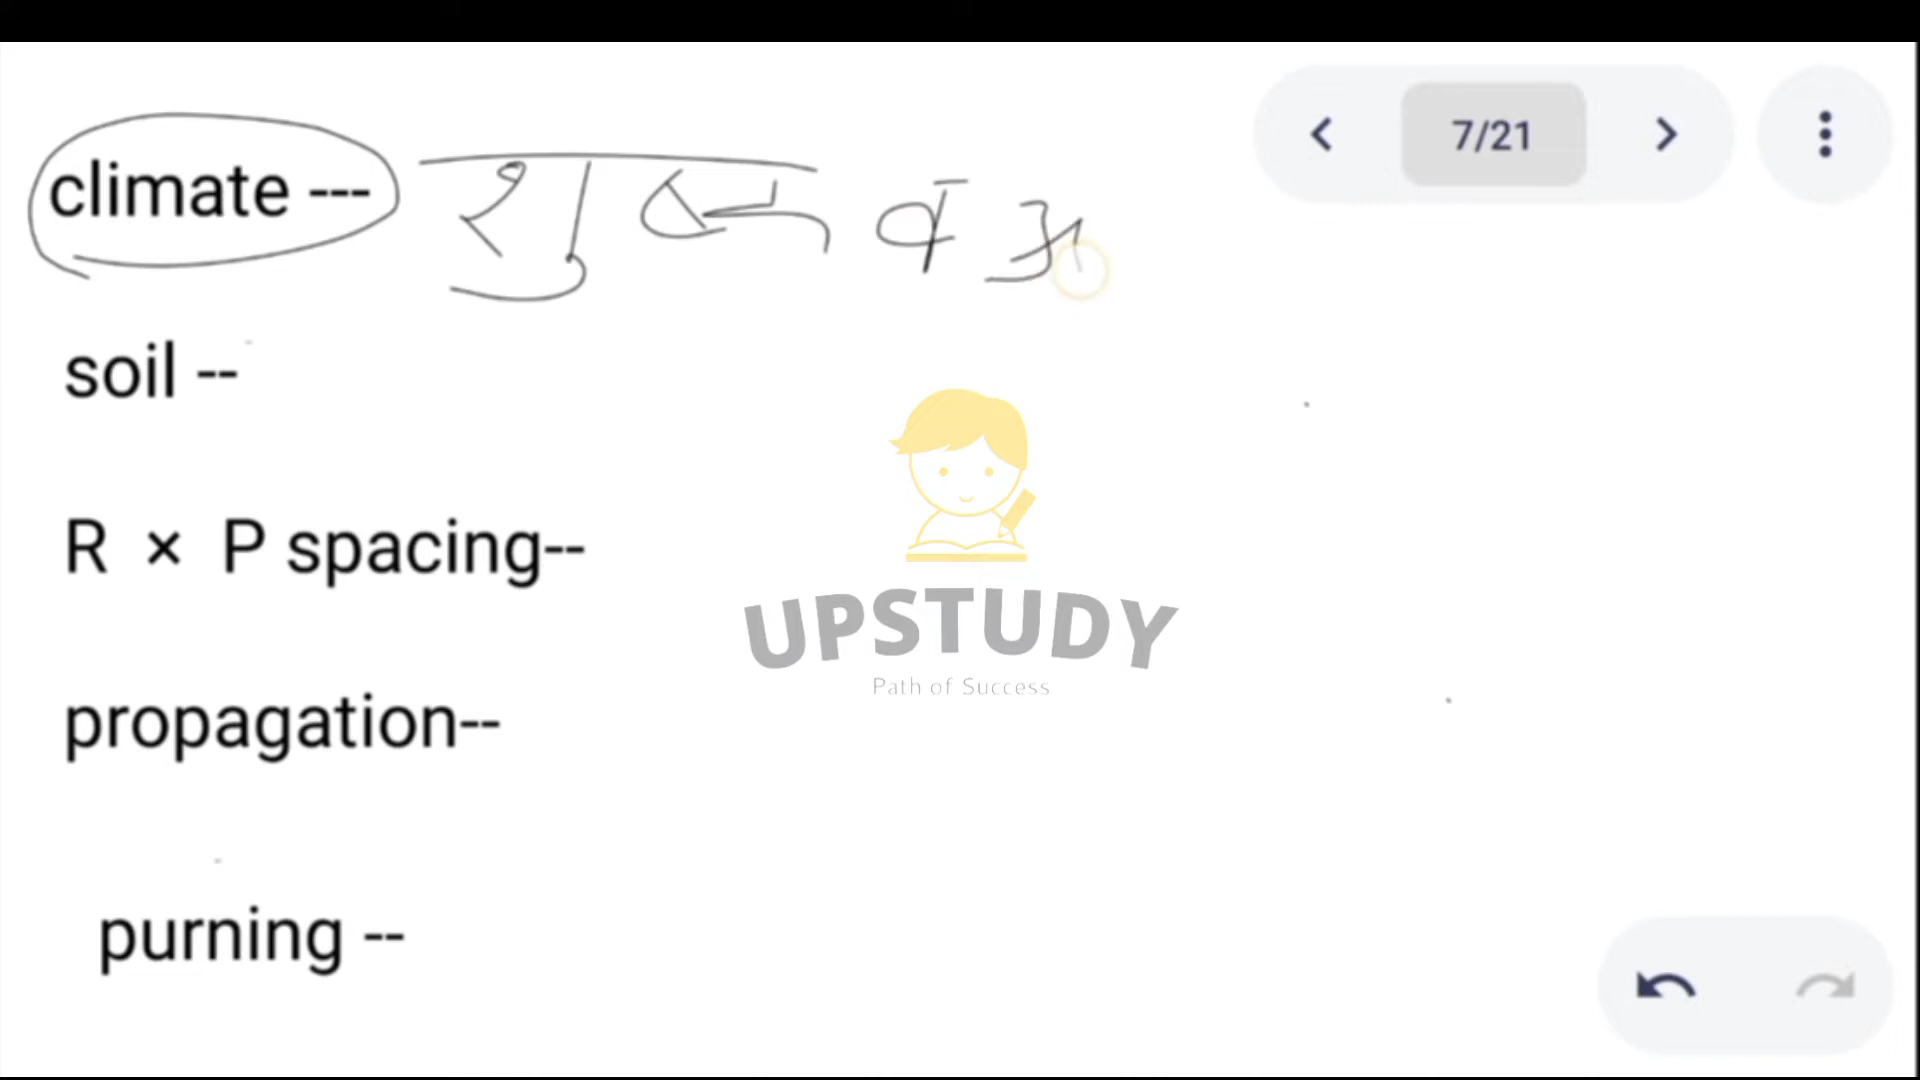 climate --- शुष्क व अ
7/21
soil --
R × P spacing--
UPSTUDY
Path of Success
propagation--
purning --